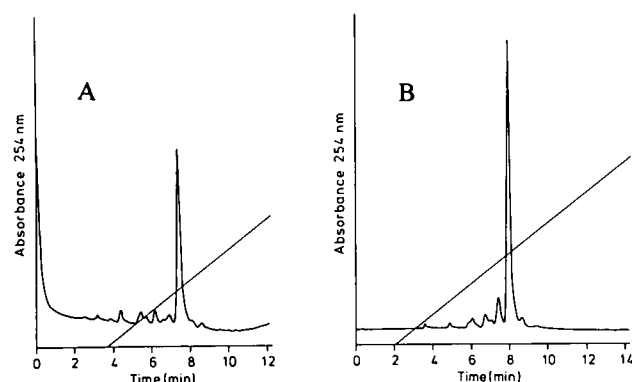 A
Absorbance 254 nm
0 2 4 6 8 10 12
Time(min)
B
Absorbance 254 nm
0 2 4 6 8 10 12 14
Time(min)